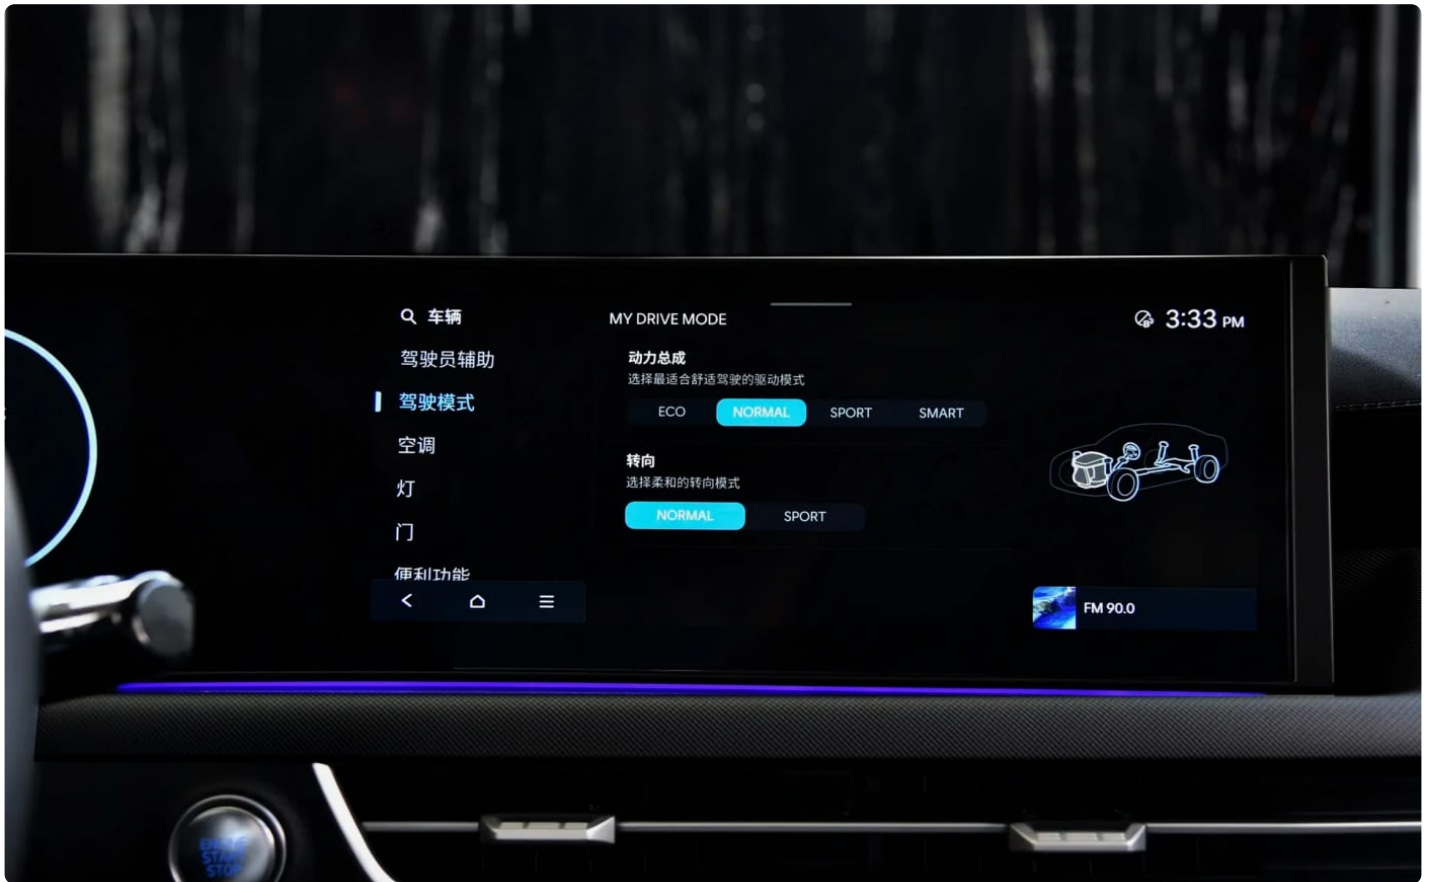 车辆
驾驶员辅助
驾驶模式
空调
灯
门
便利功能
MY DRIVE MODE
动力总成
选择最适合舒适驾驶的驱动模式
ECO NORMAL SPORT SMART
转向
选择柔和的转向模式
NORMAL SPORT
3:33 PM
FM 90.0
ENGINE
START
STOP